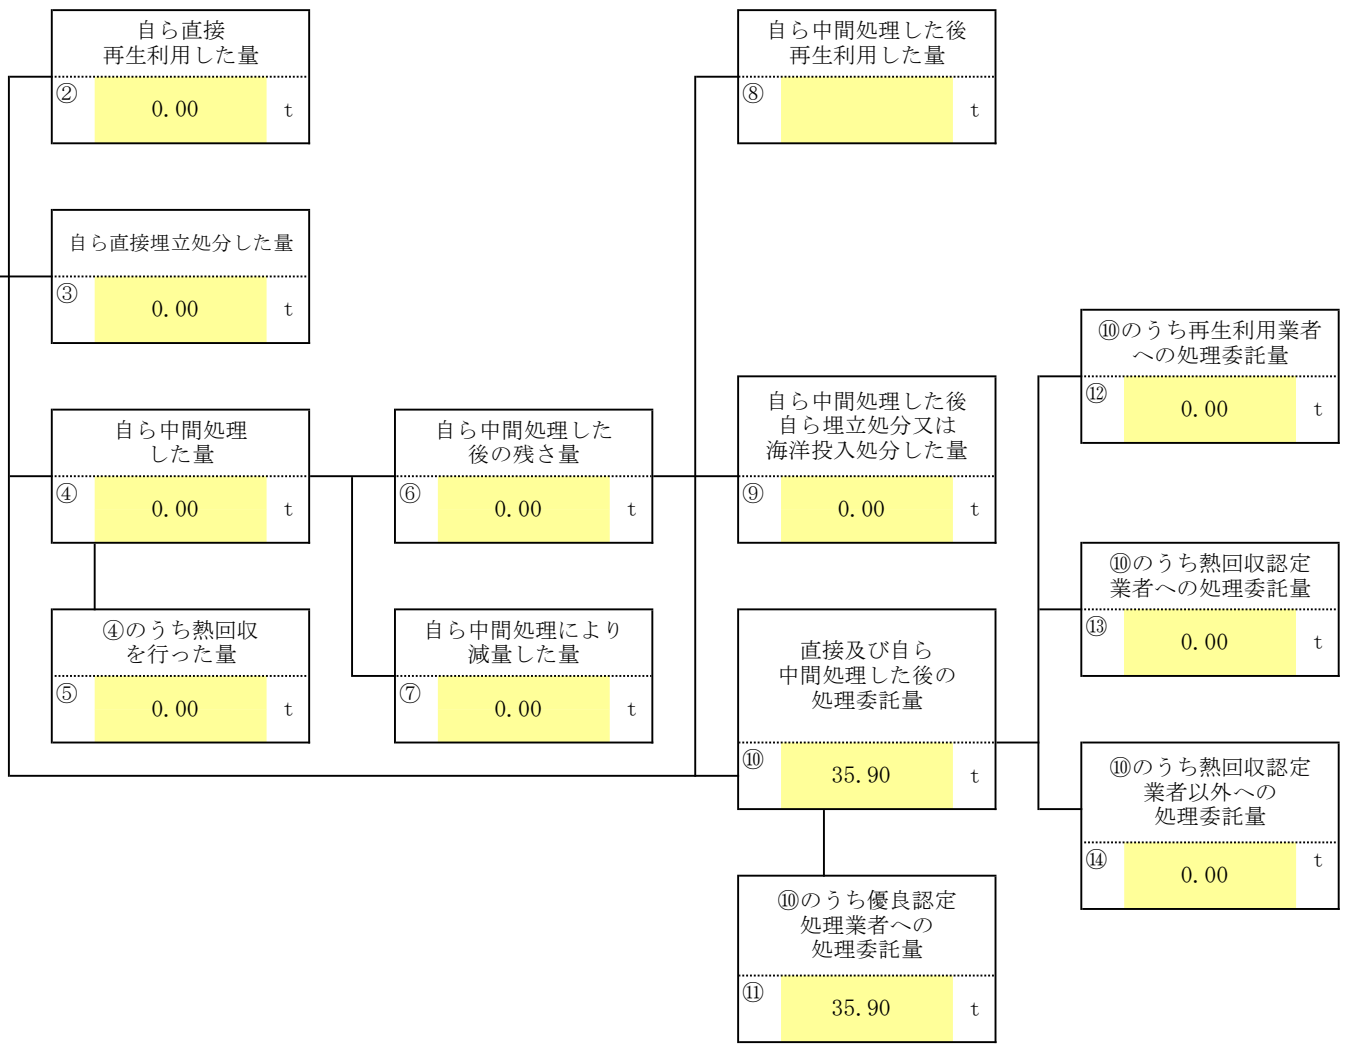 自ら直接
再生利用した量
②
0.00
t
自ら中間処理した後
再生利用した量
⑧
t
自ら直接埋立処分した量
③
0.00
t
⑩のうち再生利用業者
への処理委託量
⑫
0.00
t
自ら中間処理
した量
④
0.00
t
自ら中間処理した
後の残さ量
⑥
0.00
t
自ら中間処理した後
自ら埋立処分又は
海洋投入処分した量
⑨
0.00
t
⑩のうち熱回収認定
業者への処理委託量
⑬
0.00
t
④のうち熱回収
を行った量
⑤
0.00
t
自ら中間処理により
減量した量
⑦
0.00
t
直接及び自ら
中間処理した後の
処理委託量
⑩
35.90
t
⑩のうち熱回収認定
業者以外への
処理委託量
⑭
0.00
t
⑩のうち優良認定
処理業者への
処理委託量
⑪
35.90
t